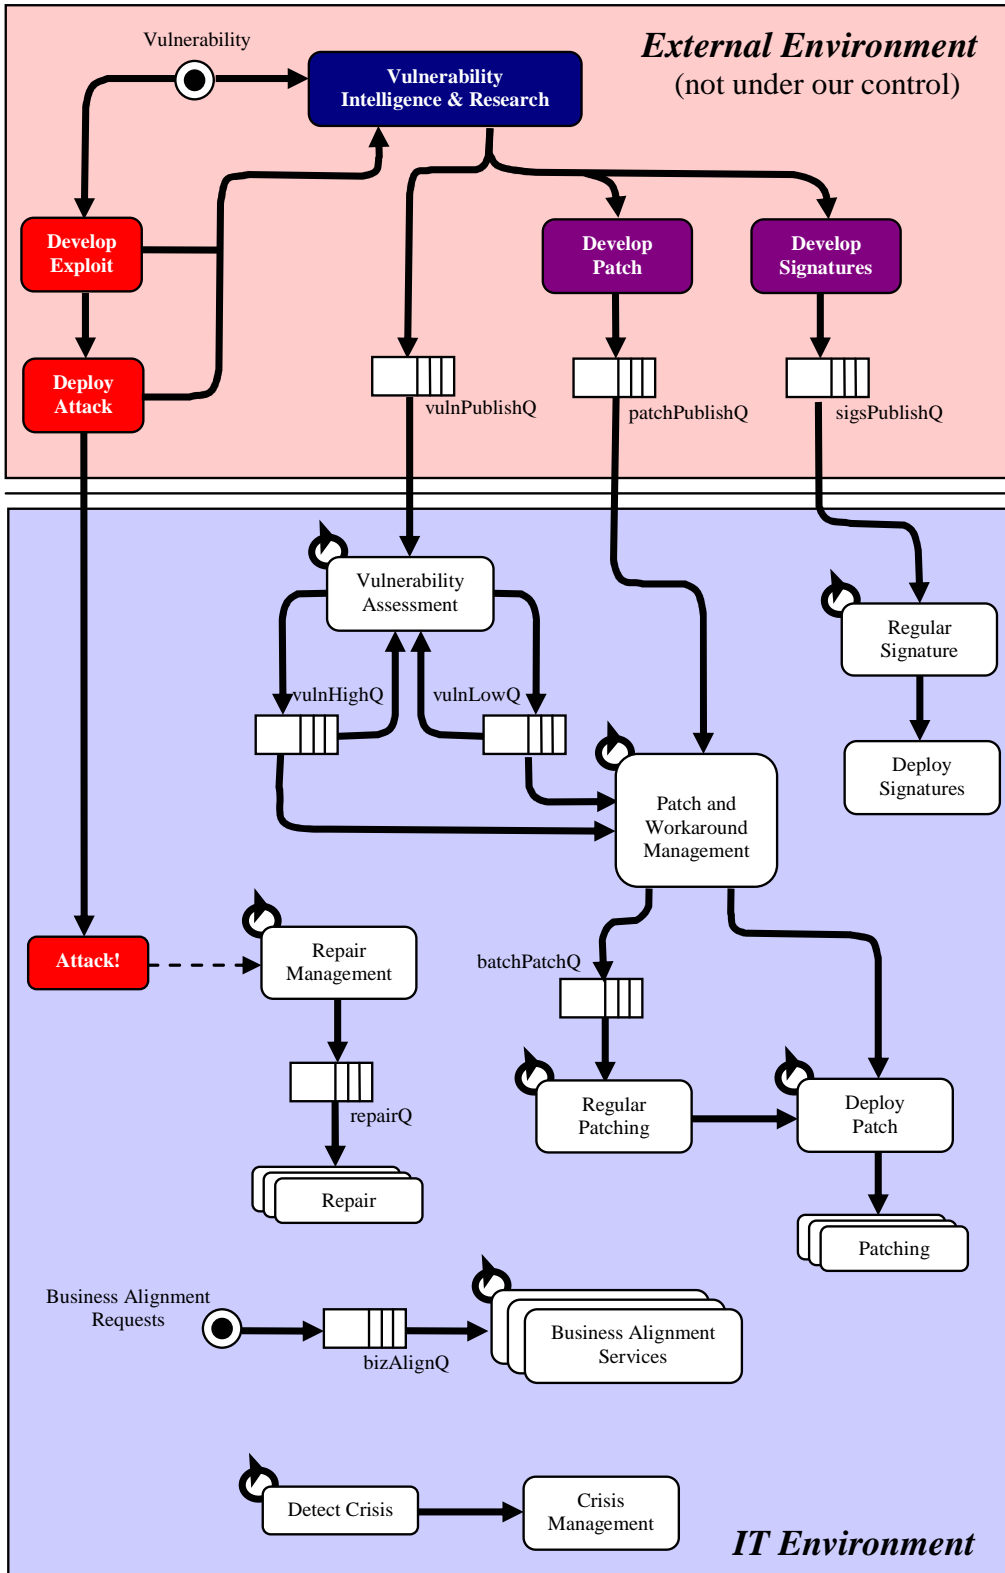 External Environment
(not under our control)
Vulnerability
Vulnerability
Intelligence & Research
Develop
Exploit
Develop
Patch
Develop
Signatures
Deploy
Attack
vulnPublishQ
patchPublishQ
sigsPublishQ
Vulnerability
Assessment
Regular
Signature
vulnHighQ
vulnLowQ
Deploy
Signatures
Patch and
Workaround
Management
Attack!
Repair
Management
batchPatchQ
repairQ
Regular
Patching
Deploy
Patch
Repair
Patching
Business Alignment
Requests
bizAlignQ
Business Alignment
Services
Detect Crisis
Crisis
Management
IT Environment